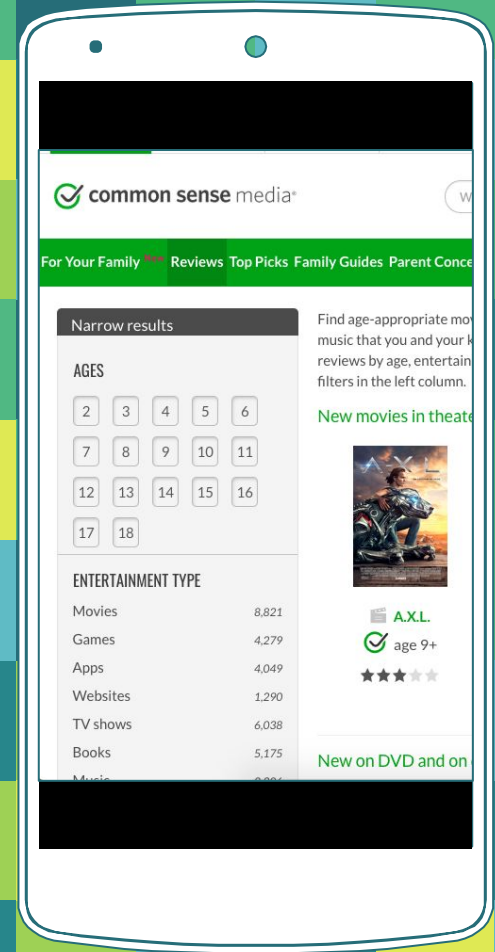 common sense media®
W
For Your Family New Reviews Top Picks Family Guides Parent Conce
Narrow results
AGES
2 3 4 5 6
7 8 9 10 11
12 13 14 15 16
17 18
ENTERTAINMENT TYPE
Movies 8,821
Games 4,279
Apps 4,049
Websites 1,290
TV shows 6,038
Books 5,175
Music
Find age-appropriate mov
music that you and your k
reviews by age, entertain
filters in the left column.
New movies in theate
A.X.L.
A.X.L.
age 9+
New on DVD and on